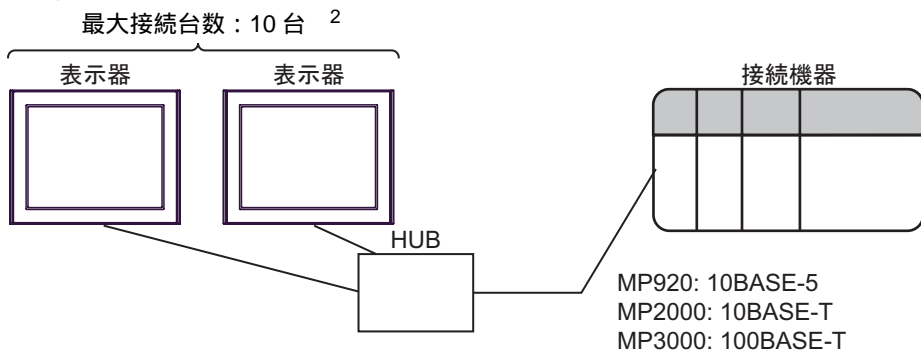 最大接続台数：10 台 2
表示器 表示器 接続機器
HUB
MP920: 10BASE-5
MP2000: 10BASE-T
MP3000: 100BASE-T